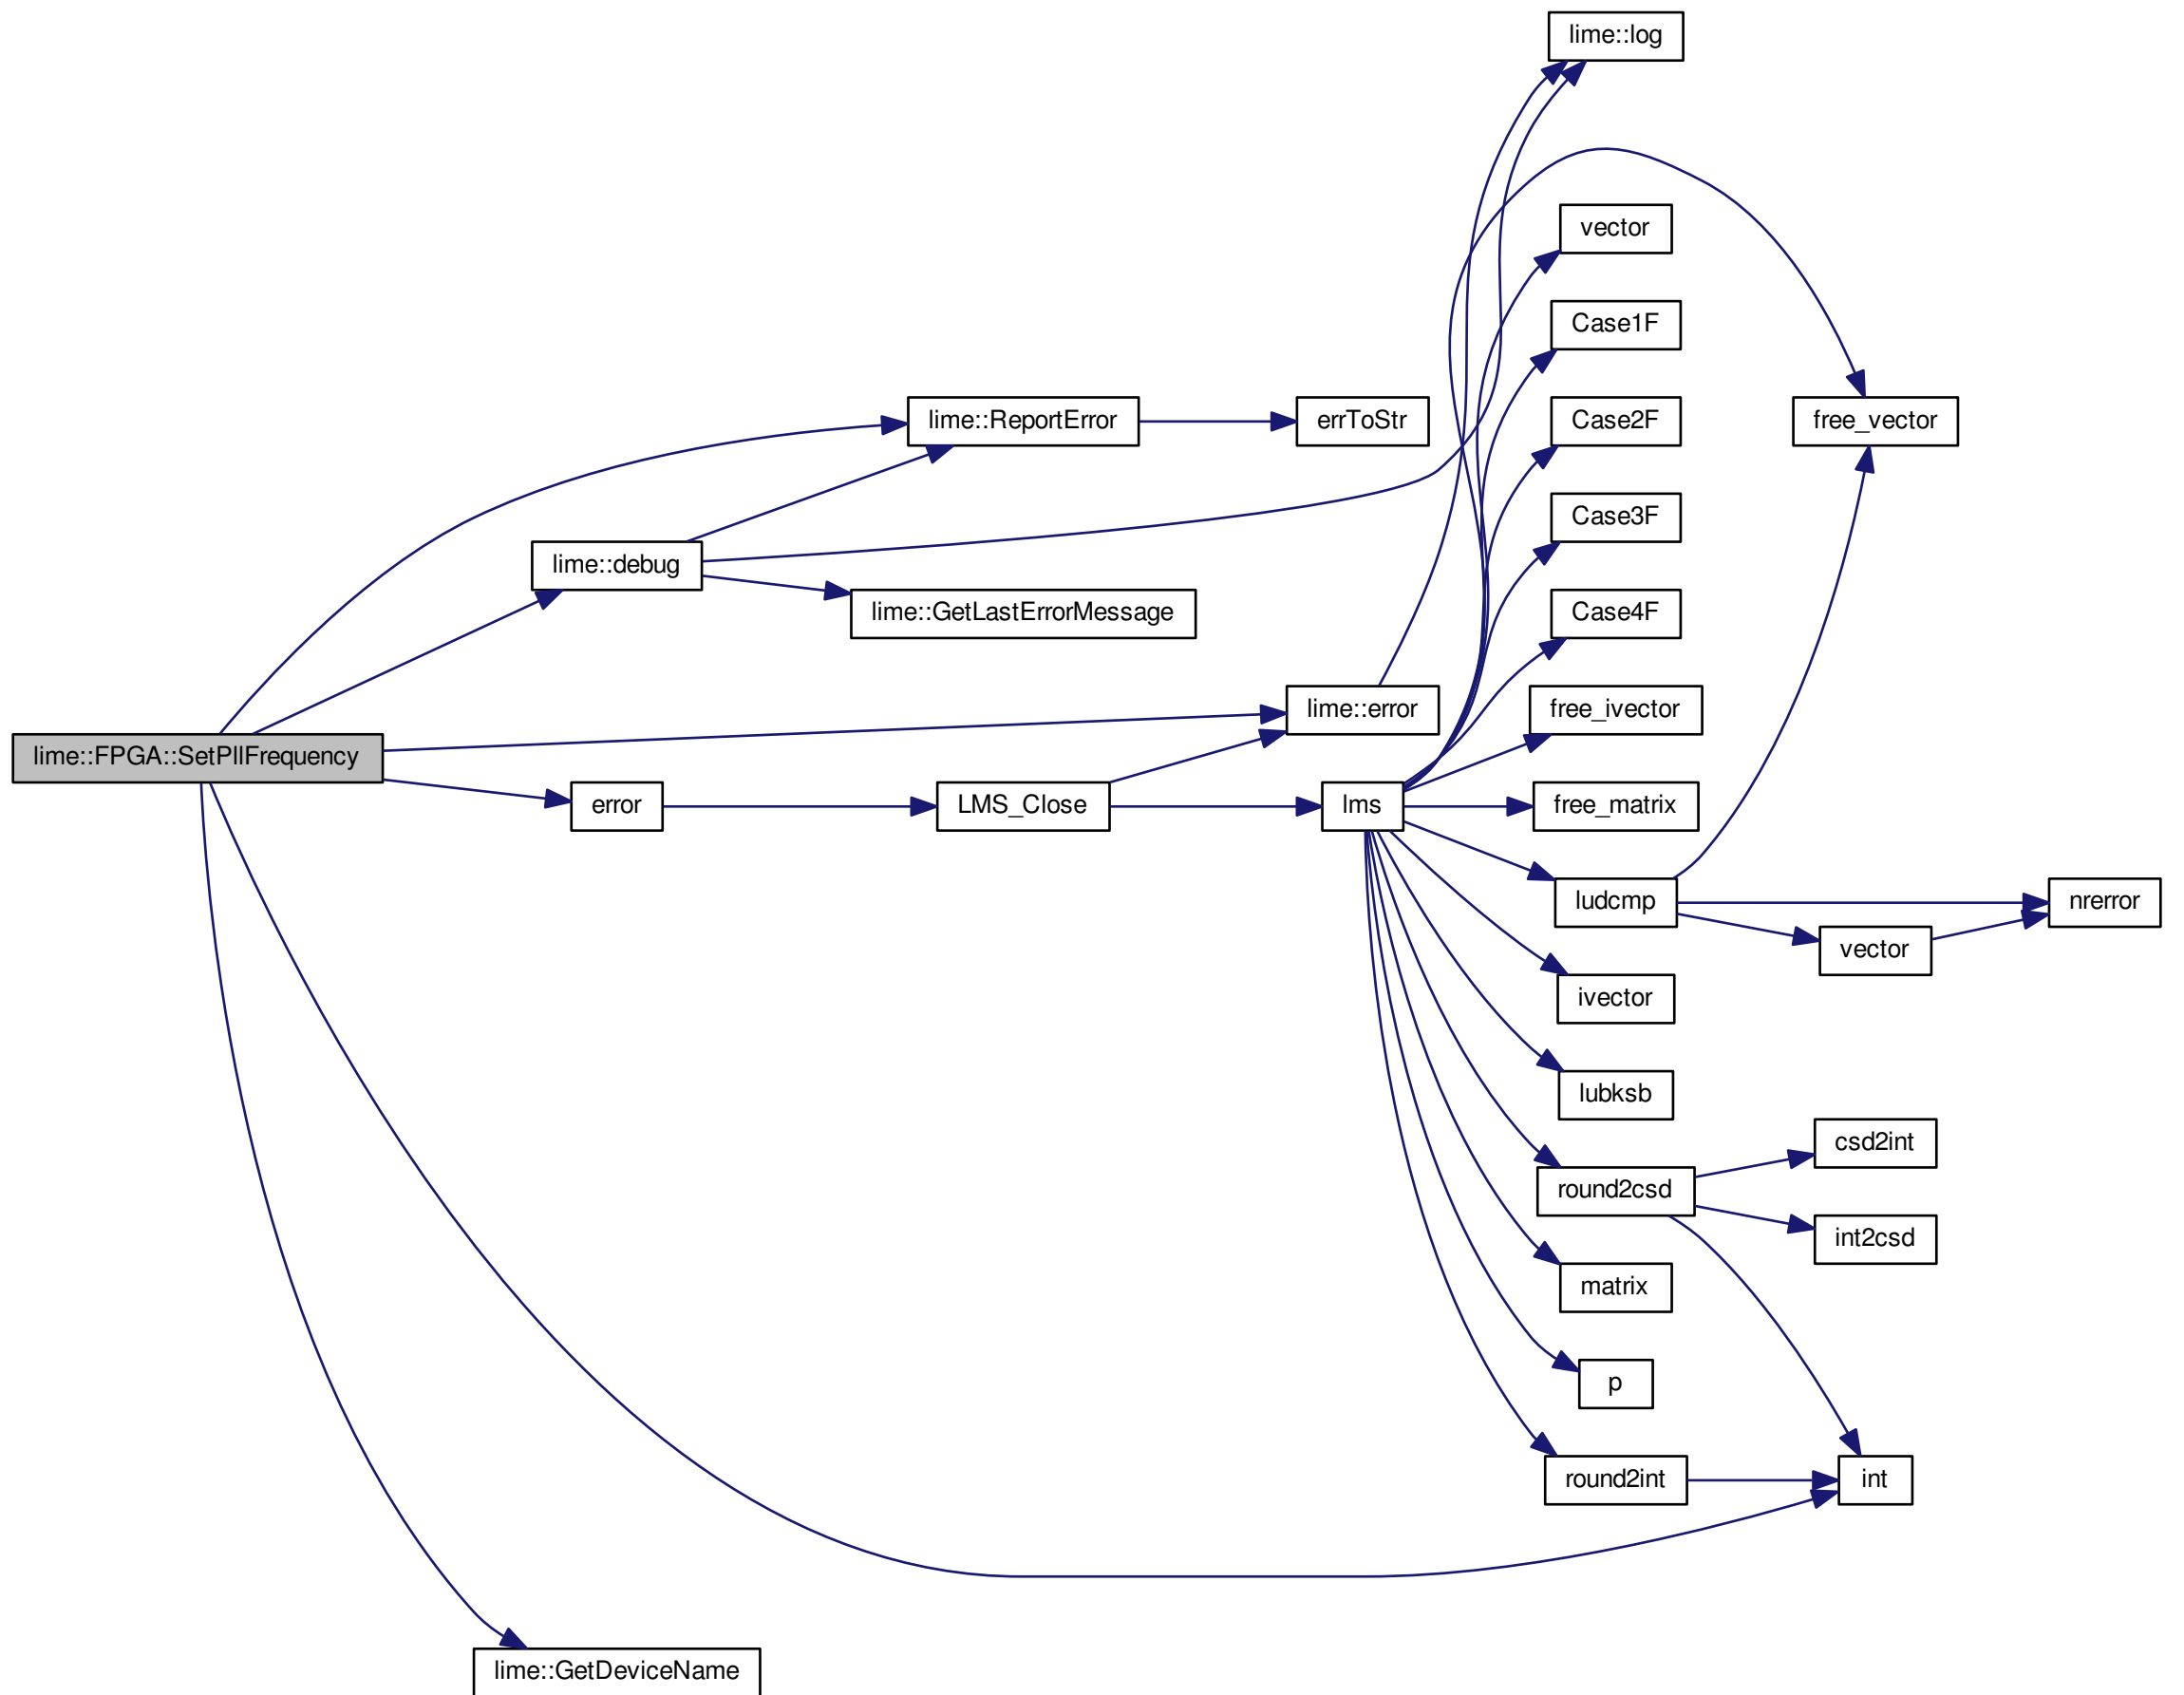 lime::log
vector
Case1F
lime::ReportError
errToStr
Case2F
free_vector
Case3F
lime::debug
lime::GetLastErrorMessage
Case4F
lime::error
free_ivector
lime::FPGA::SetPllFrequency
error
LMS_Close
lms
free_matrix
ludcmp
nrerror
vector
ivector
lubksb
csd2int
round2csd
int2csd
matrix
p
round2int
int
lime::GetDeviceName